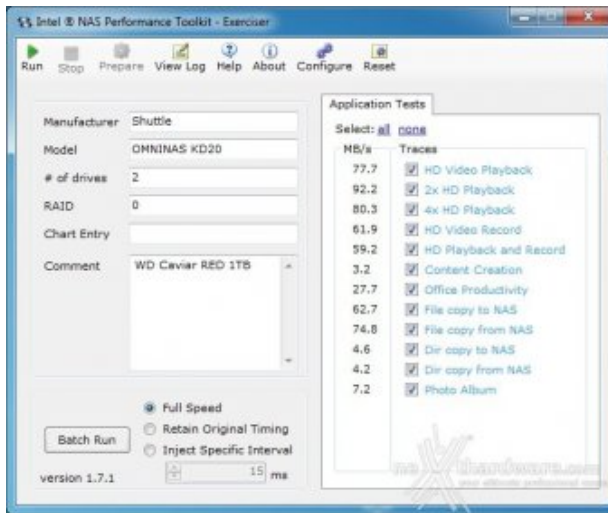 Intel ® NAS Performance Toolkit - Exerciser
Run Stop Prepare View Log Help About Configure Reset
Manufacturer Shuttle
Model OMNINAS KD20
# of drives 2
RAID 0
Chart Entry
Comment WD Caviar RED 1TB
Full Speed
Retain Original Timing
Inject Specific Interval
Batch Run
15 ms
version 1.7.1
Application Tests
Select: all none
MB/s Traces
77.7 HD Video Playback
92.2 2x HD Playback
80.3 4x HD Playback
61.9 HD Video Record
59.2 HD Playback and Record
3.2 Content Creation
27.7 Office Productivity
62.7 File copy to NAS
74.8 File copy from NAS
4.6 Dir copy to NAS
4.2 Dir copy from NAS
7.2 Photo Album